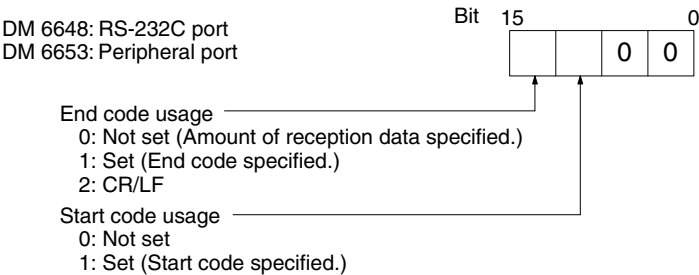 DM 6648: RS-232C port
DM 6653: Peripheral port
Bit 15 0
0 0
End code usage
0: Not set (Amount of reception data specified.)
1: Set (End code specified.)
2: CR/LF
Start code usage
0: Not set
1: Set (Start code specified.)